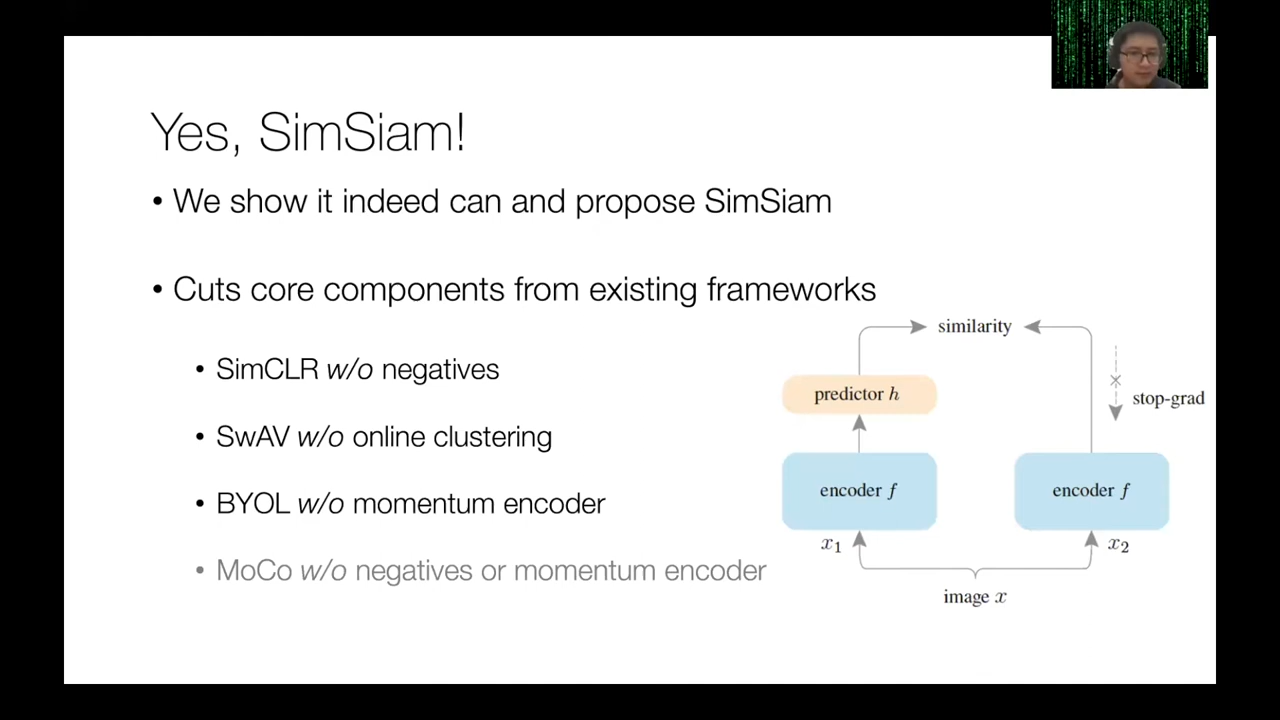 Yes, SimSiam!
• We show it indeed can and propose SimSiam
• Cuts core components from existing frameworks
• SimCLR w/o negatives
• SwAV w/o online clustering
• BYOL w/o momentum encoder
• MoCo w/o negatives or momentum encoder
similarity
predictor h
stop-grad
encoder f
encoder f
x1
x2
image x